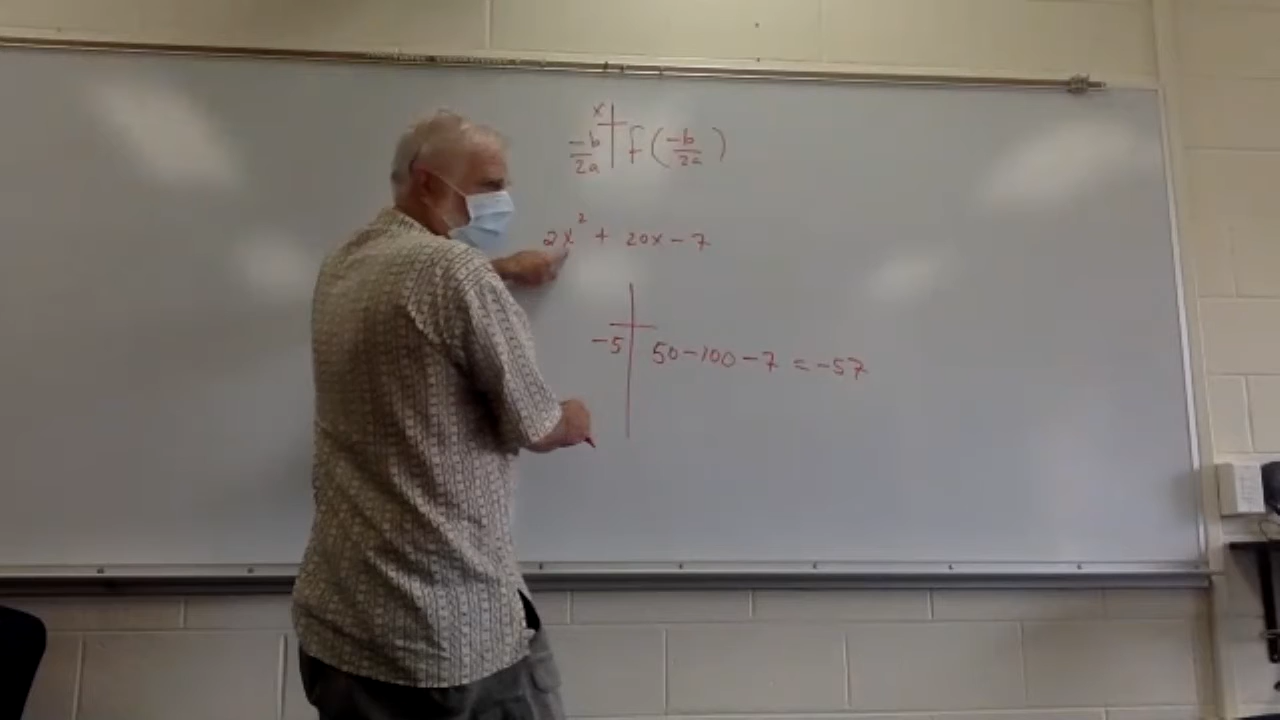 x
-b/2a f(-b/2a)
2x² + 20x - 7
-5 50 - 100 - 7 = -57